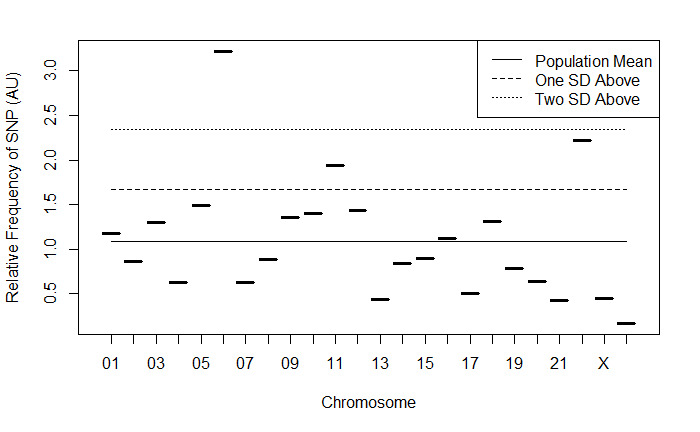 Population Mean
One SD Above
Two SD Above
Relative Frequency of SNP (AU)
3.0
2.5
2.0
1.5
1.0
0.5
01 03 05 07 09 11 13 15 17 19 21 X
Chromosome